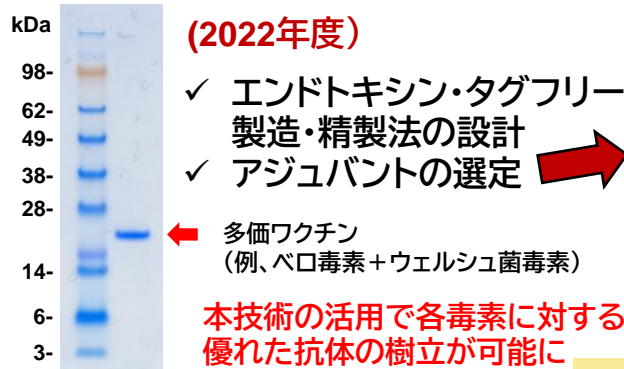 kDa
98-
62-
49-
38-
28-
14-
6-
3-
(2022年度）
✓ エンドトキシン・タグフリー
製造・精製法の設計
✓ アジュバントの選定
多価ワクチン
（例、ベロ毒素＋ウェルシュ菌毒素）
本技術の活用で各毒素に対する
優れた抗体の樹立が可能に